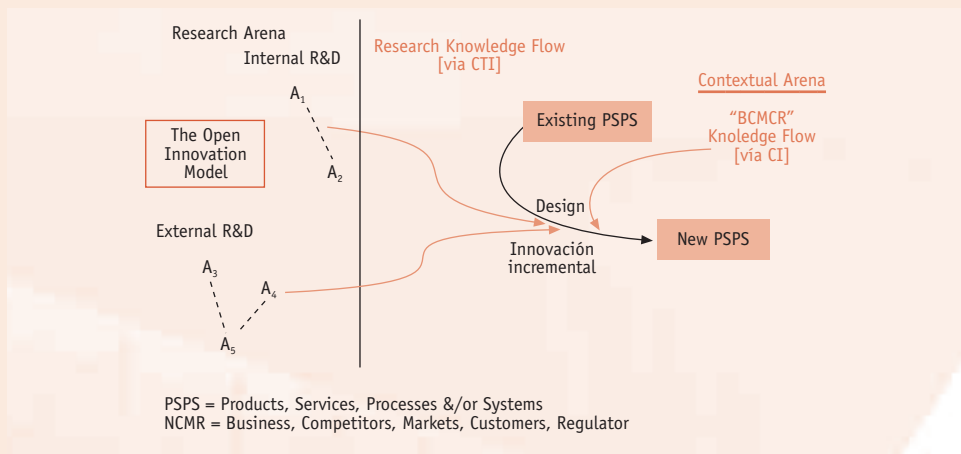 Research Arena
Internal R&D
A1
A2
The Open
Innovation
Model
External R&D
A3
A4
A5
Research Knowledge Flow
[via CTI]
Existing PSPS
Design
Innovación
incremental
New PSPS
Contextual Arena
“BCMCR”
Knoledge Flow
[vía CI]
PSPS = Products, Services, Processes &/or Systems
NCMR = Business, Competitors, Markets, Customers, Regulator